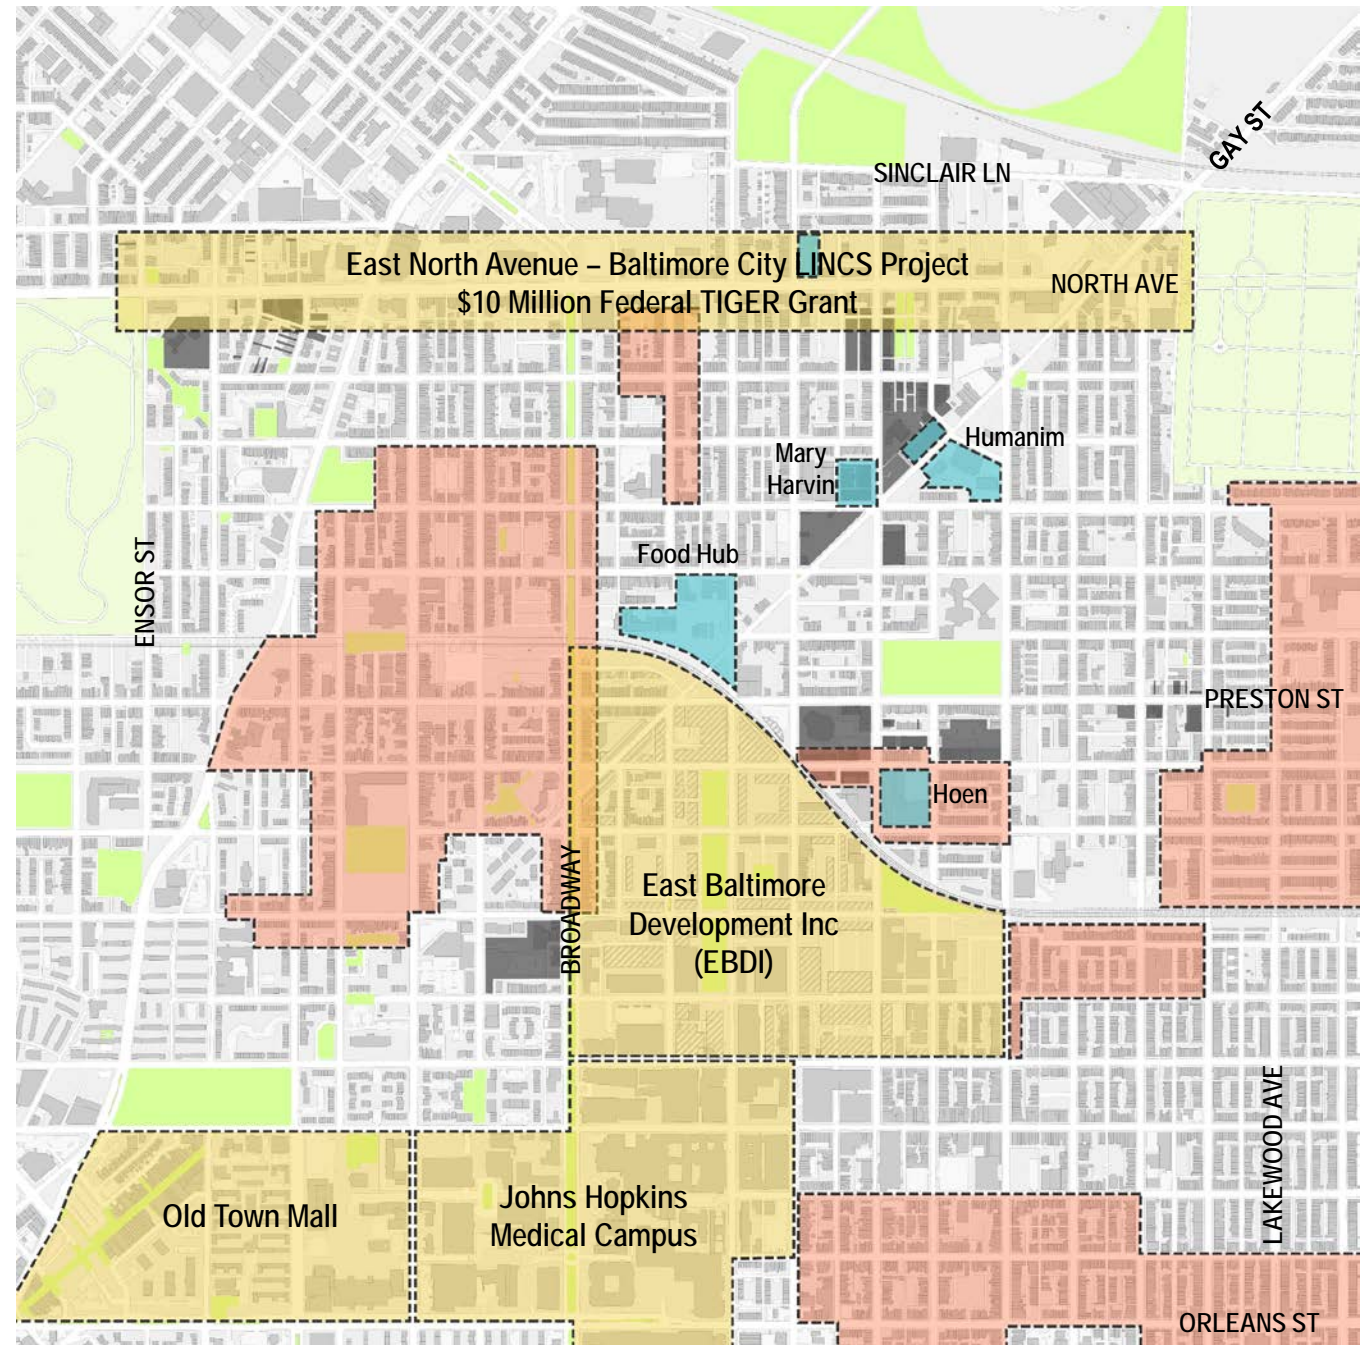 GAY ST
SINCLAIR LN
East North Avenue – Baltimore City LINCS Project
$10 Million Federal TIGER Grant
NORTH AVE
Humanim
Mary
Harvin
Food Hub
ENSOR ST
PRESTON ST
Hoen
BROADWAY
East Baltimore
Development Inc
(EBDI)
LAKEWOOD AVE
Old Town Mall
Johns Hopkins
Medical Campus
ORLEANS ST